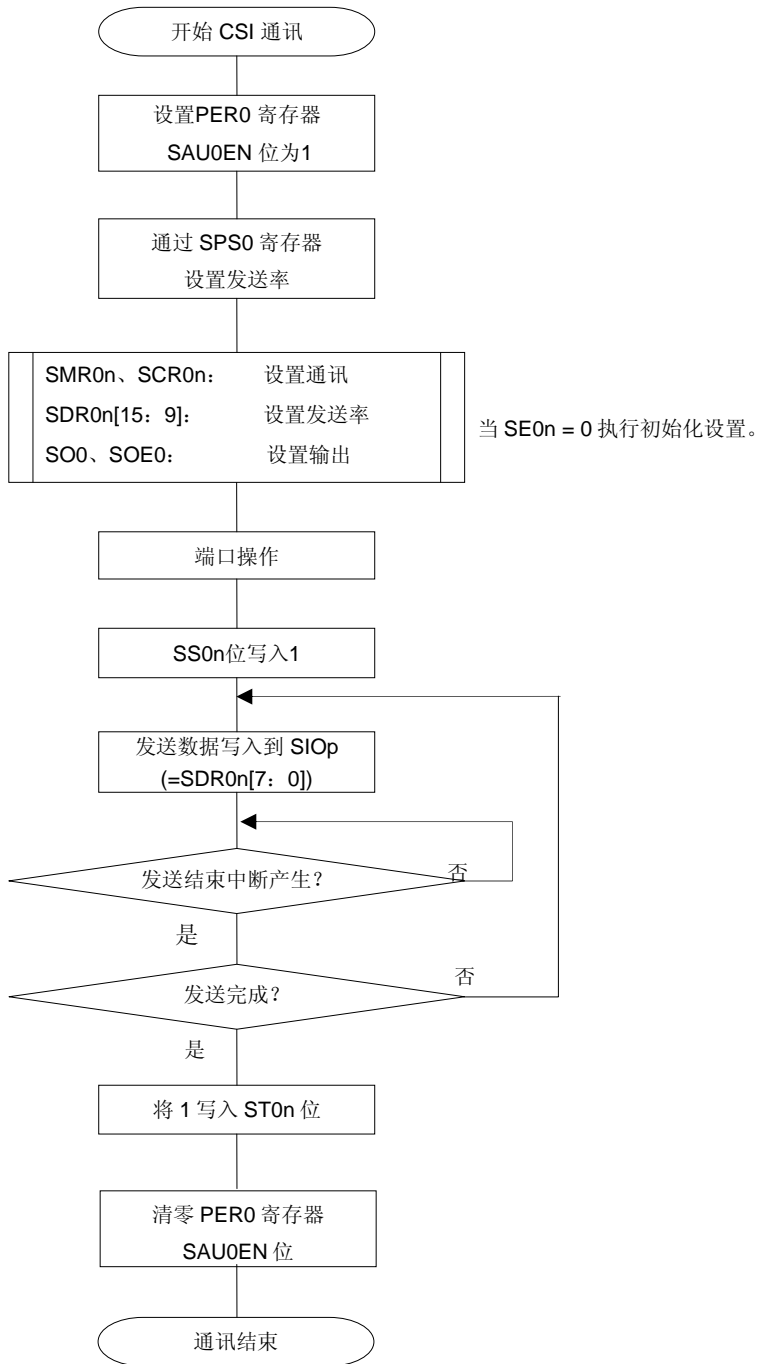 开始 CSI 通讯
设置PER0 寄存器
SAU0EN 位为1
通过 SPS0 寄存器
设置发送率
SMR0n、SCR0n： 设置通讯
SDR0n[15：9]： 设置发送率
SO0、SOE0： 设置输出
当 SE0n = 0 执行初始化设置。
端口操作
SS0n位写入1
发送数据写入到 SIOp
(=SDR0n[7：0])
发送结束中断产生？
否
是
发送完成？
否
是
将 1 写入 ST0n 位
清零 PER0 寄存器
SAU0EN 位
通讯结束